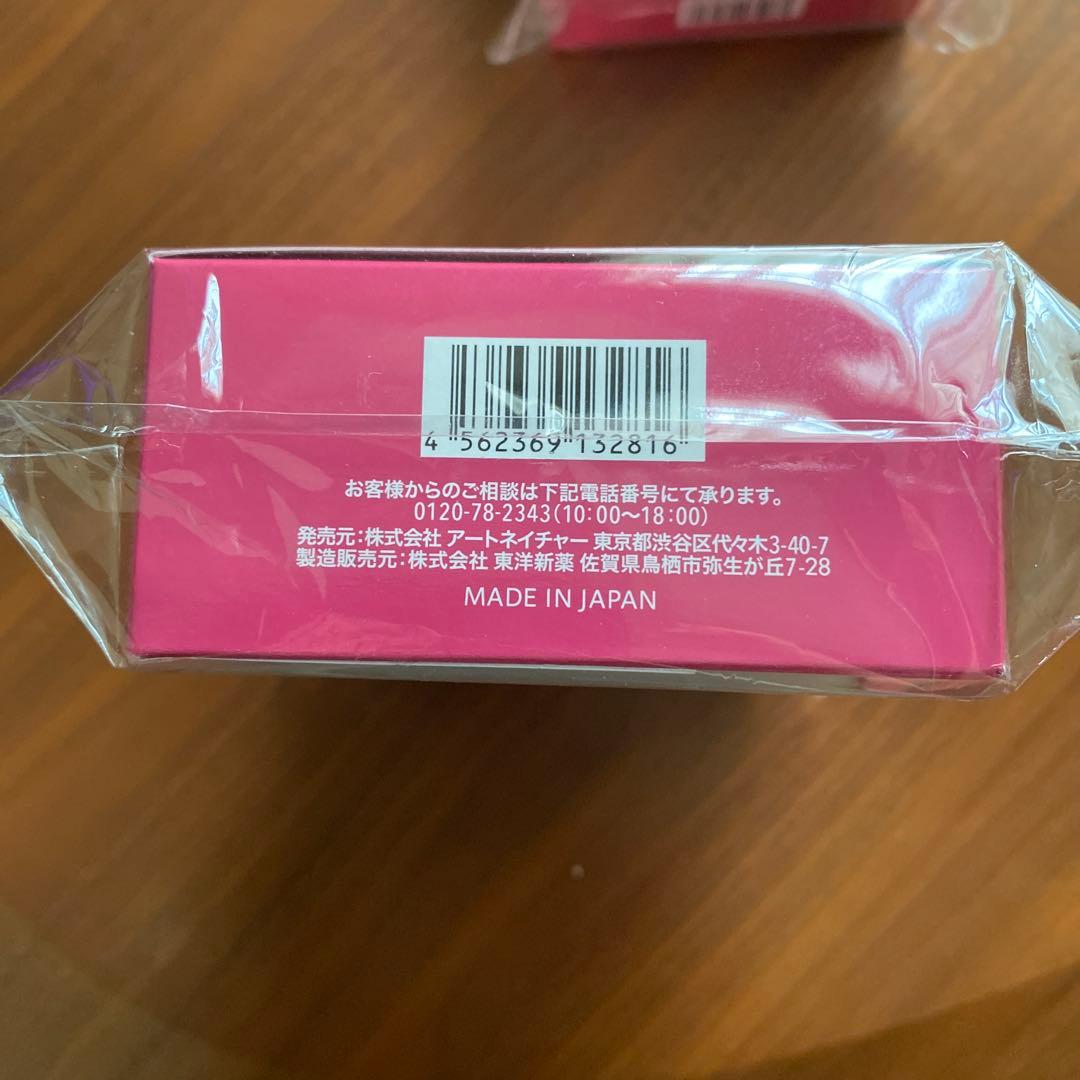 4 562369 132816
お客様からのご相談は下記電話番号にて承ります。
0120-78-2343(10:00〜18:00)
発売元:株式会社 アートネイチャー 東京都渋谷区代々木3-40-7
製造販売元:株式会社 東洋新薬 佐賀県鳥栖市弥生が丘7-28
MADE IN JAPAN